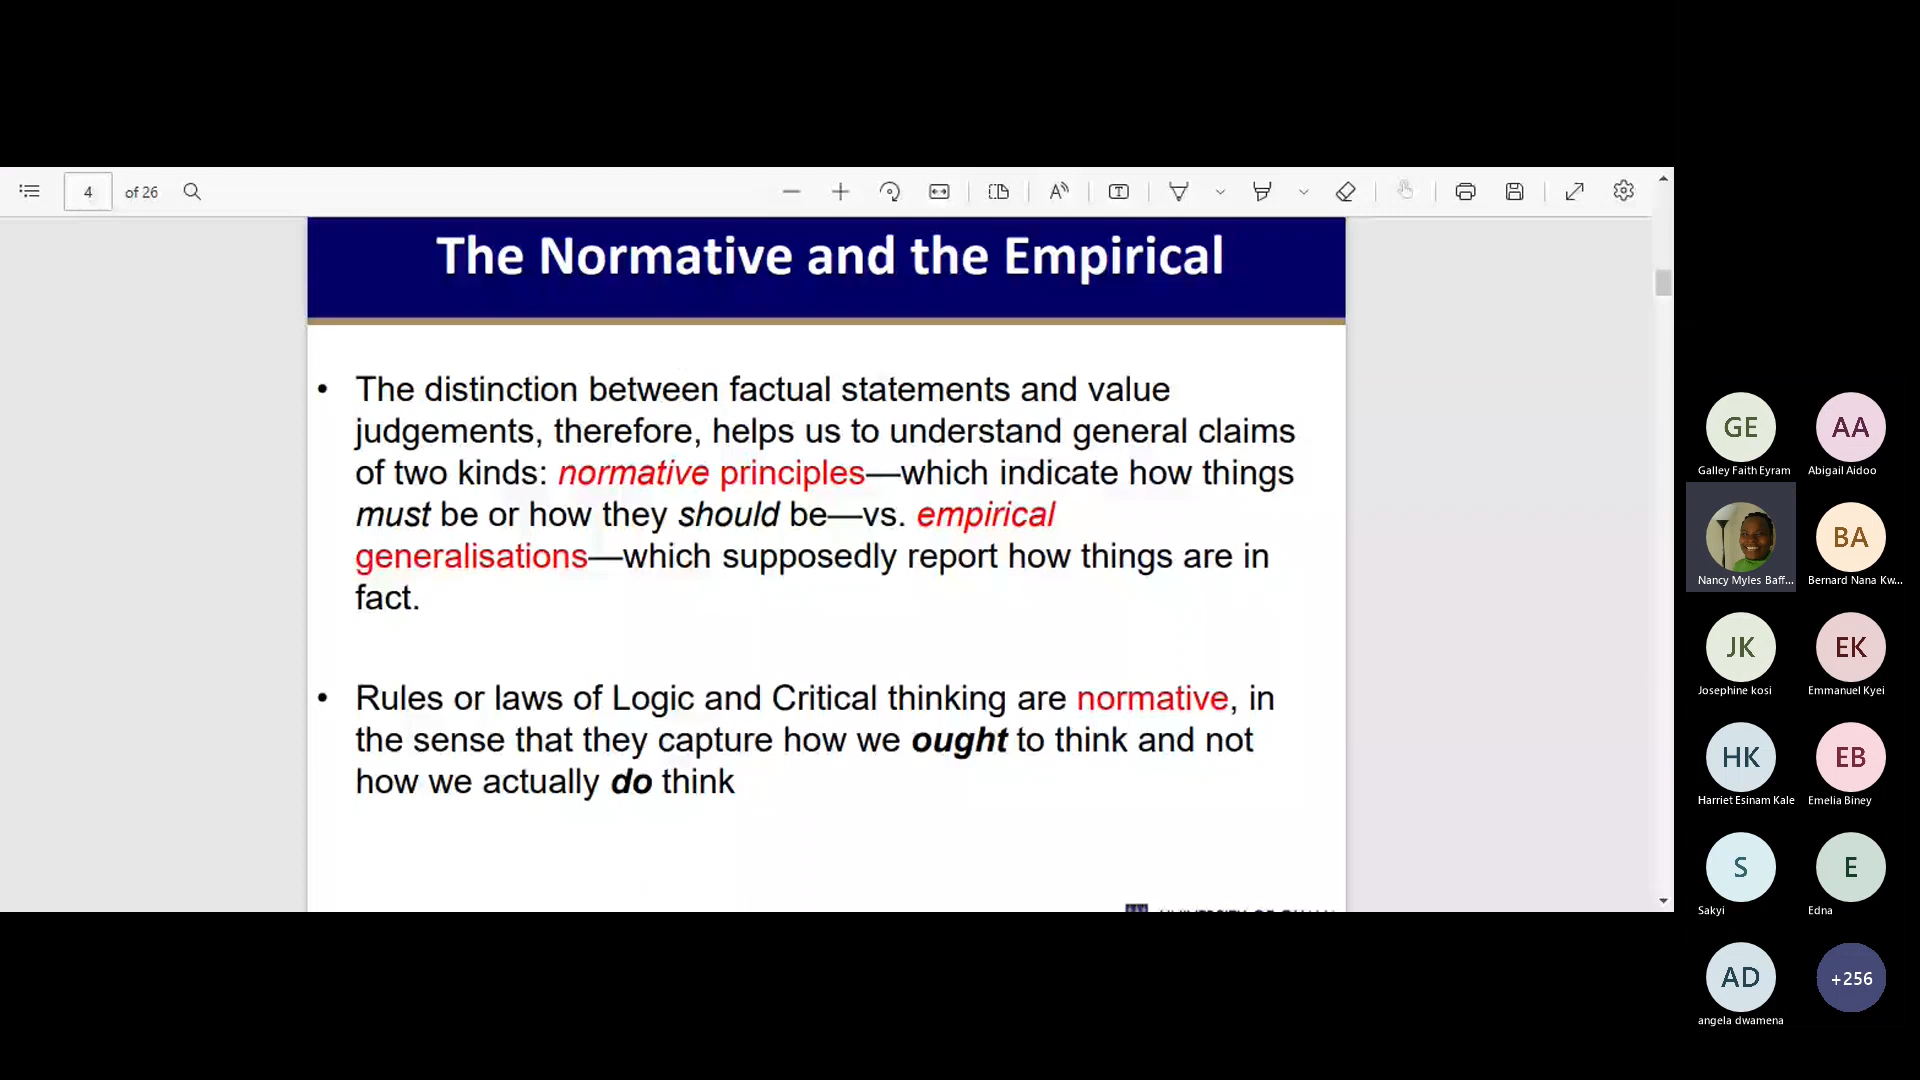 4 of 26
The Normative and the Empirical
• The distinction between factual statements and value
judgements, therefore, helps us to understand general claims
of two kinds: normative principles—which indicate how things
must be or how they should be—vs. empirical
generalisations—which supposedly report how things are in
fact.
• Rules or laws of Logic and Critical thinking are normative, in
the sense that they capture how we ought to think and not
how we actually do think
GE AA
Galley Faith Eyram Abigail Aidoo
BA
Nancy Myles Baff... Bernard Nana Kw...
JK EK
Josephine kosi Emmanuel Kyei
HK EB
Harriet Esinam Kale Emelia Biney
S E
Sakyi Edna
AD +256
angela dwamena